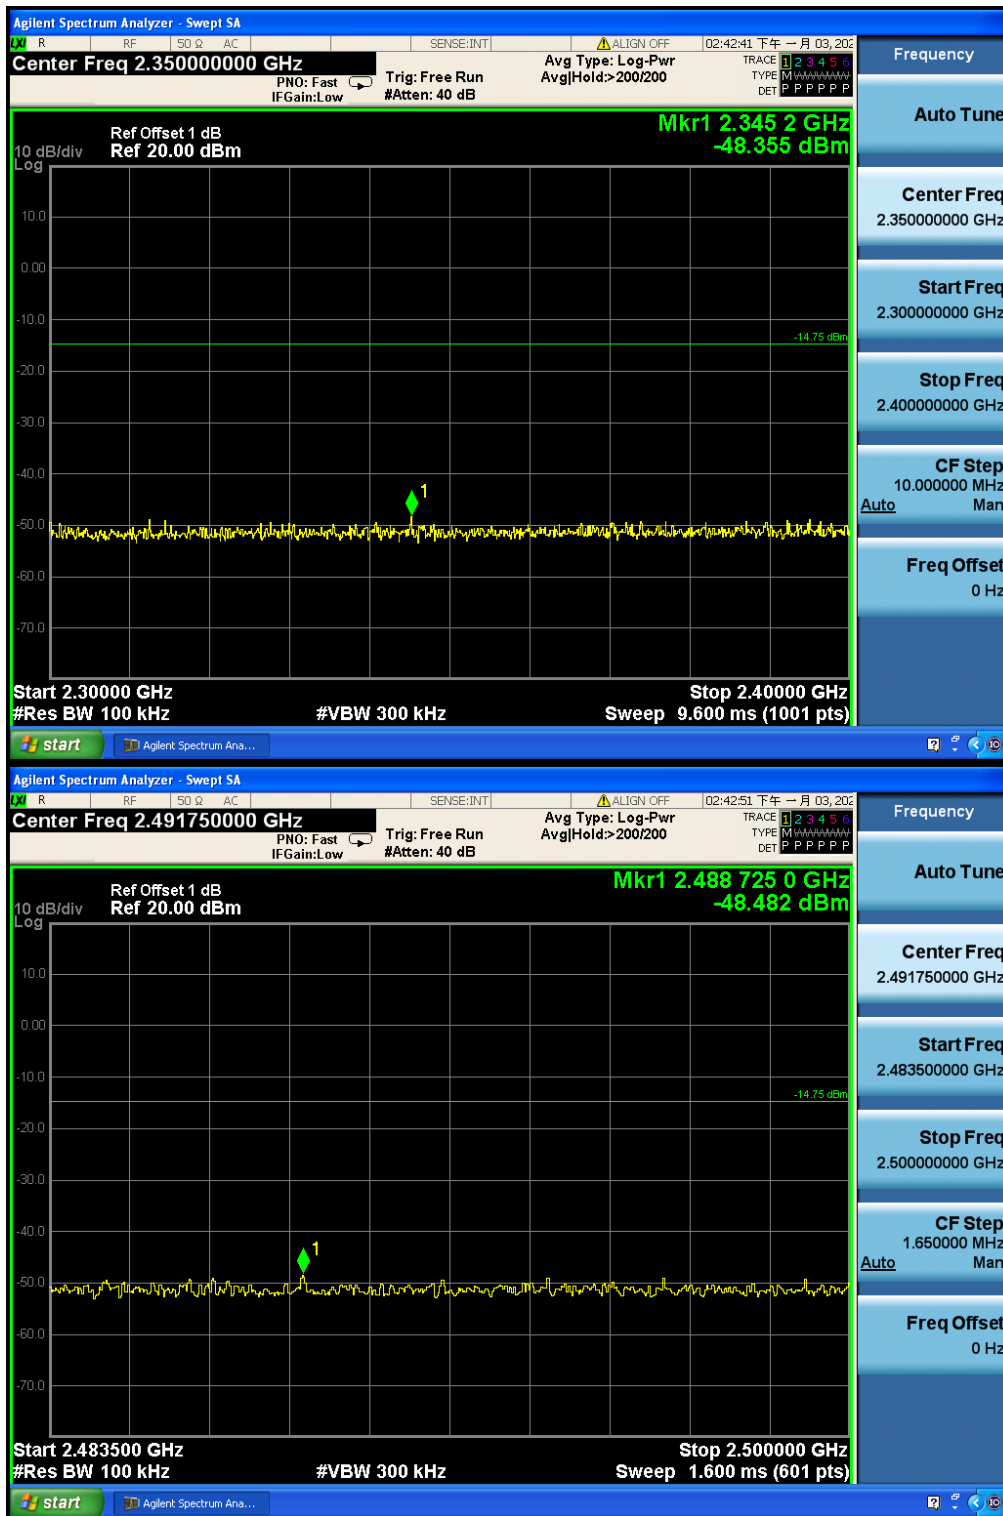 Agilent Spectrum Analyzer - Swept SA
LXI R RF 50 Ω AC SENSE:INT ALIGN OFF 02:42:41 下午 一月 03, 202
Center Freq 2.350000000 GHz
PNO: Fast
IFGain:Low
Trig: Free Run
#Atten: 40 dB
Avg Type: Log-Pwr
Avg|Hold:>200/200
TRACE 1 2 3 4 5 6
TYPE M
DET P P P P P P
Mkr1 2.345 2 GHz
-48.355 dBm
Ref Offset 1 dB
10 dB/div Ref 20.00 dBm
Log
10.0
0.00
-10.0
-14.75 dBm
-20.0
-30.0
-40.0
1
-50.0
-60.0
-70.0
Start 2.30000 GHz Stop 2.40000 GHz
#Res BW 100 kHz #VBW 300 kHz Sweep 9.600 ms (1001 pts)
Frequency
Auto Tune
Center Freq
2.350000000 GHz
Start Freq
2.300000000 GHz
Stop Freq
2.400000000 GHz
CF Step
10.000000 MHz
Auto Man
Freq Offset
0 Hz
start Agilent Spectrum Ana...
Agilent Spectrum Analyzer - Swept SA
LXI R RF 50 Ω AC SENSE:INT ALIGN OFF 02:42:51 下午 一月 03, 202
Center Freq 2.491750000 GHz
PNO: Fast
IFGain:Low
Trig: Free Run
#Atten: 40 dB
Avg Type: Log-Pwr
Avg|Hold:>200/200
TRACE 1 2 3 4 5 6
TYPE M
DET P P P P P P
Mkr1 2.488 725 0 GHz
-48.482 dBm
Ref Offset 1 dB
10 dB/div Ref 20.00 dBm
Log
10.0
0.00
-10.0
-14.75 dBm
-20.0
-30.0
-40.0
1
-50.0
-60.0
-70.0
Start 2.483500 GHz Stop 2.500000 GHz
#Res BW 100 kHz #VBW 300 kHz Sweep 1.600 ms (601 pts)
Frequency
Auto Tune
Center Freq
2.491750000 GHz
Start Freq
2.483500000 GHz
Stop Freq
2.500000000 GHz
CF Step
1.650000 MHz
Auto Man
Freq Offset
0 Hz
start Agilent Spectrum Ana...